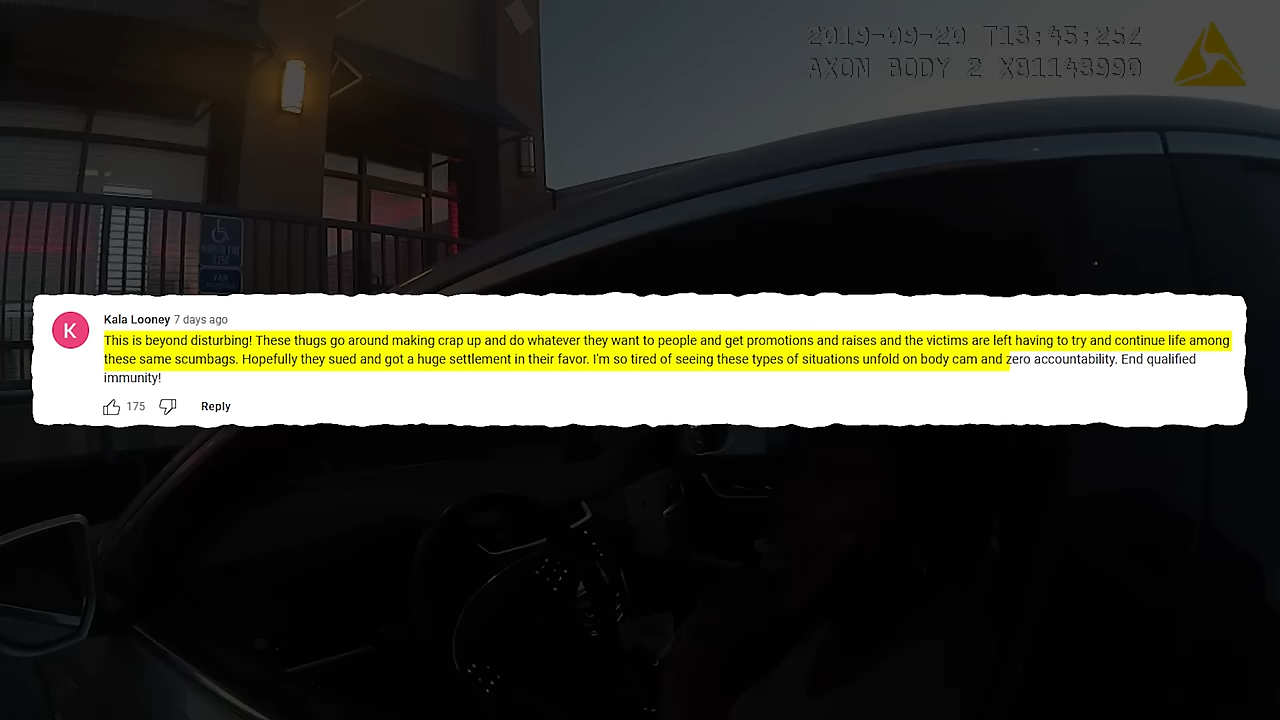 2019-09-20 T13:45:25Z
AXON BODY 2 X81143990
K
Kala Looney 7 days ago
This is beyond disturbing! These thugs go around making crap up and do whatever they want to people and get promotions and raises and the victims are left having to try and continue life among
these same scumbags. Hopefully they sued and got a huge settlement in their favor. I'm so tired of seeing these types of situations unfold on body cam and zero accountability. End qualified
immunity!
175
Reply